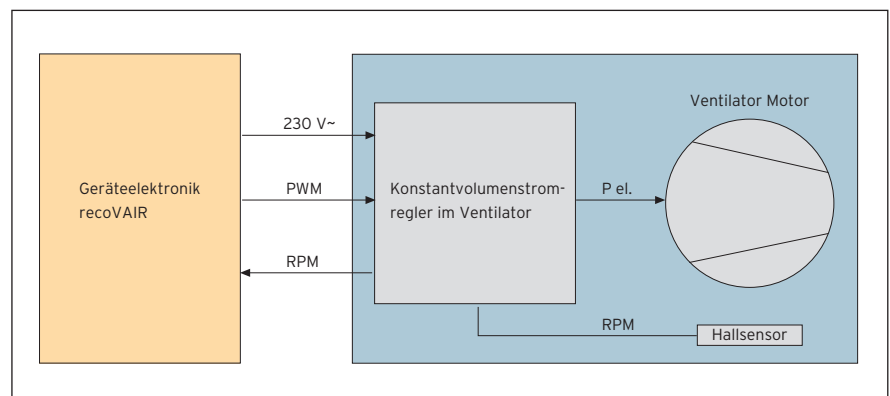 Geräteelektronik
recoVAIR
230 V~
PWM
RPM
Konstantvolumenstrom-
regler im Ventilator
P el.
Ventilator Motor
RPM
Hallsensor